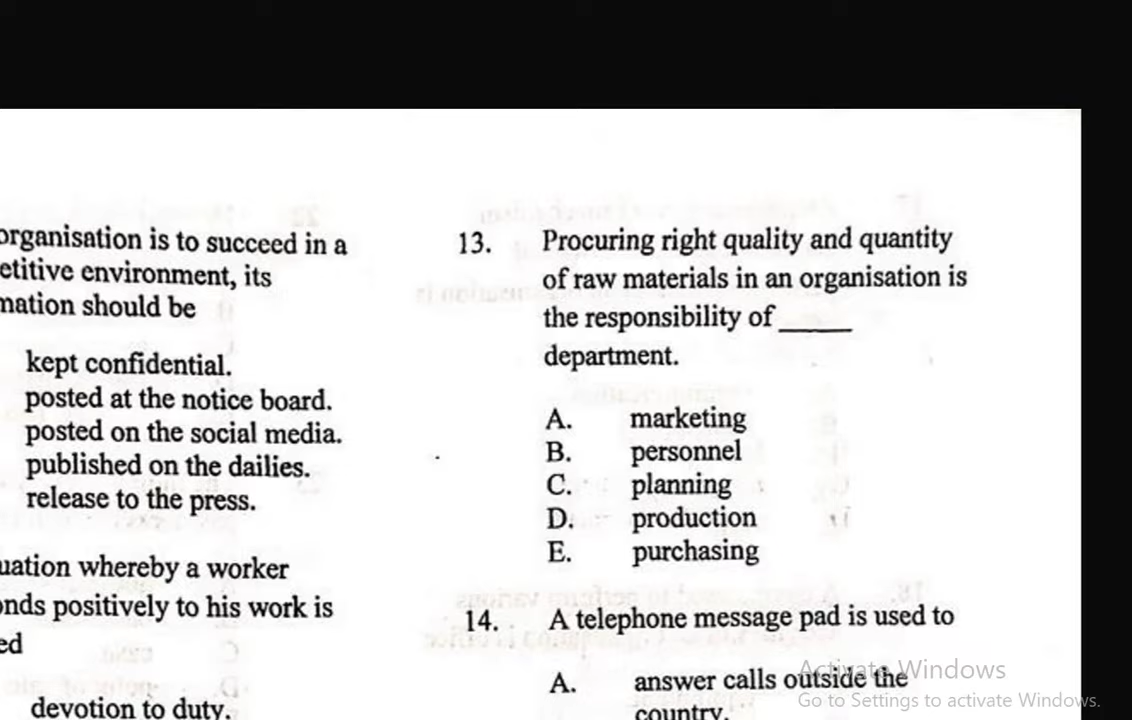 organisation is to succeed in a
etitive environment, its
mation should be
kept confidential.
posted at the notice board.
posted on the social media.
published on the dailies.
release to the press.
uation whereby a worker
onds positively to his work is
ed
devotion to duty.
13. Procuring right quality and quantity
of raw materials in an organisation is
the responsibility of _____
department.
A. marketing
B. personnel
C. planning
D. production
E. purchasing
14. A telephone message pad is used to
A. answer calls outside the
country.
Activate Windows
Go to Settings to activate Windows.